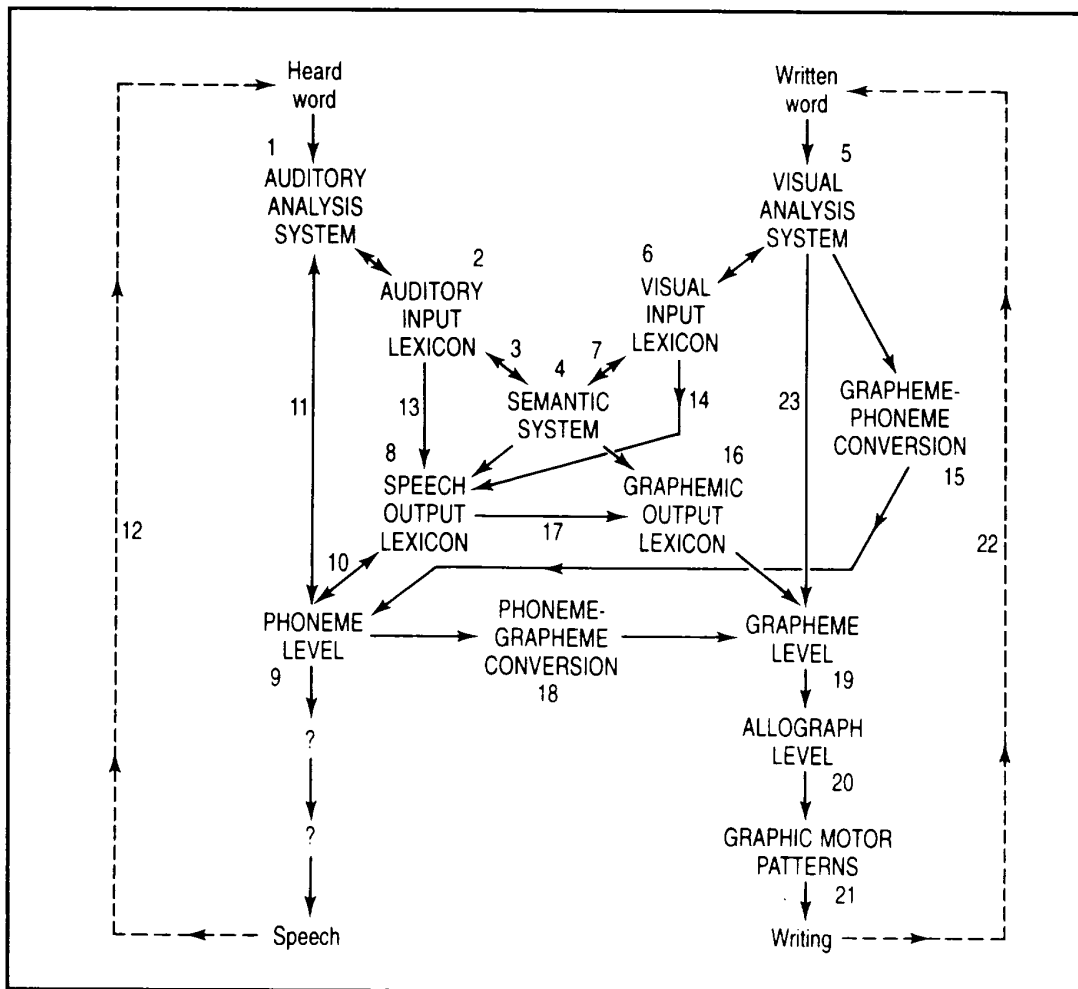 Heard
word
Written
word
1
AUDITORY
ANALYSIS
SYSTEM
5
VISUAL
ANALYSIS
SYSTEM
2
AUDITORY
INPUT
LEXICON
6
VISUAL
INPUT
LEXICON
3
4
7
SEMANTIC
SYSTEM
11
13
14
23
GRAPHEME-
PHONEME
CONVERSION
15
8
SPEECH
OUTPUT
LEXICON
16
GRAPHEMIC
OUTPUT
LEXICON
17
12
22
10
PHONEME
LEVEL
9
PHONEME-
GRAPHEME
CONVERSION
18
GRAPHEME
LEVEL
19
?
ALLOGRAPH
LEVEL
20
?
GRAPHIC MOTOR
PATTERNS
21
Speech
Writing